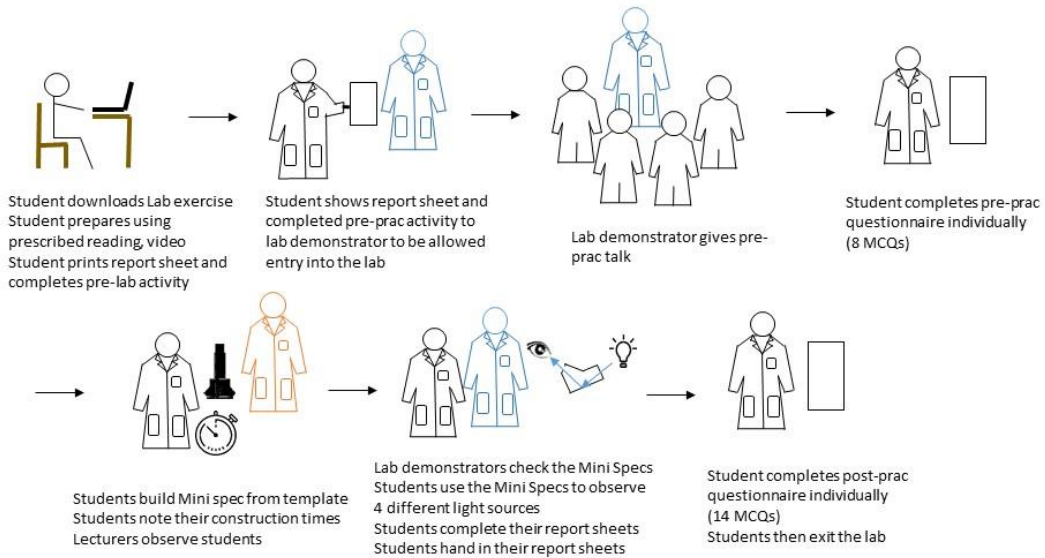 Student downloads Lab exercise
Student prepares using
prescribed reading, video
Student prints report sheet and
completes pre-lab activity
Student shows report sheet and
completed pre-prac activity to
lab demonstrator to be allowed
entry into the lab
Lab demonstrator gives pre-
prac talk
Student completes pre-prac
questionnaire individually
(8 MCQs)
Students build Mini spec from template
Students note their construction times
Lecturers observe students
Lab demonstrators check the Mini Specs
Students use the Mini Specs to observe
4 different light sources
Students complete their report sheets
Students hand in their report sheets
Student completes post-prac
questionnaire individually
(14 MCQs)
Students then exit the lab